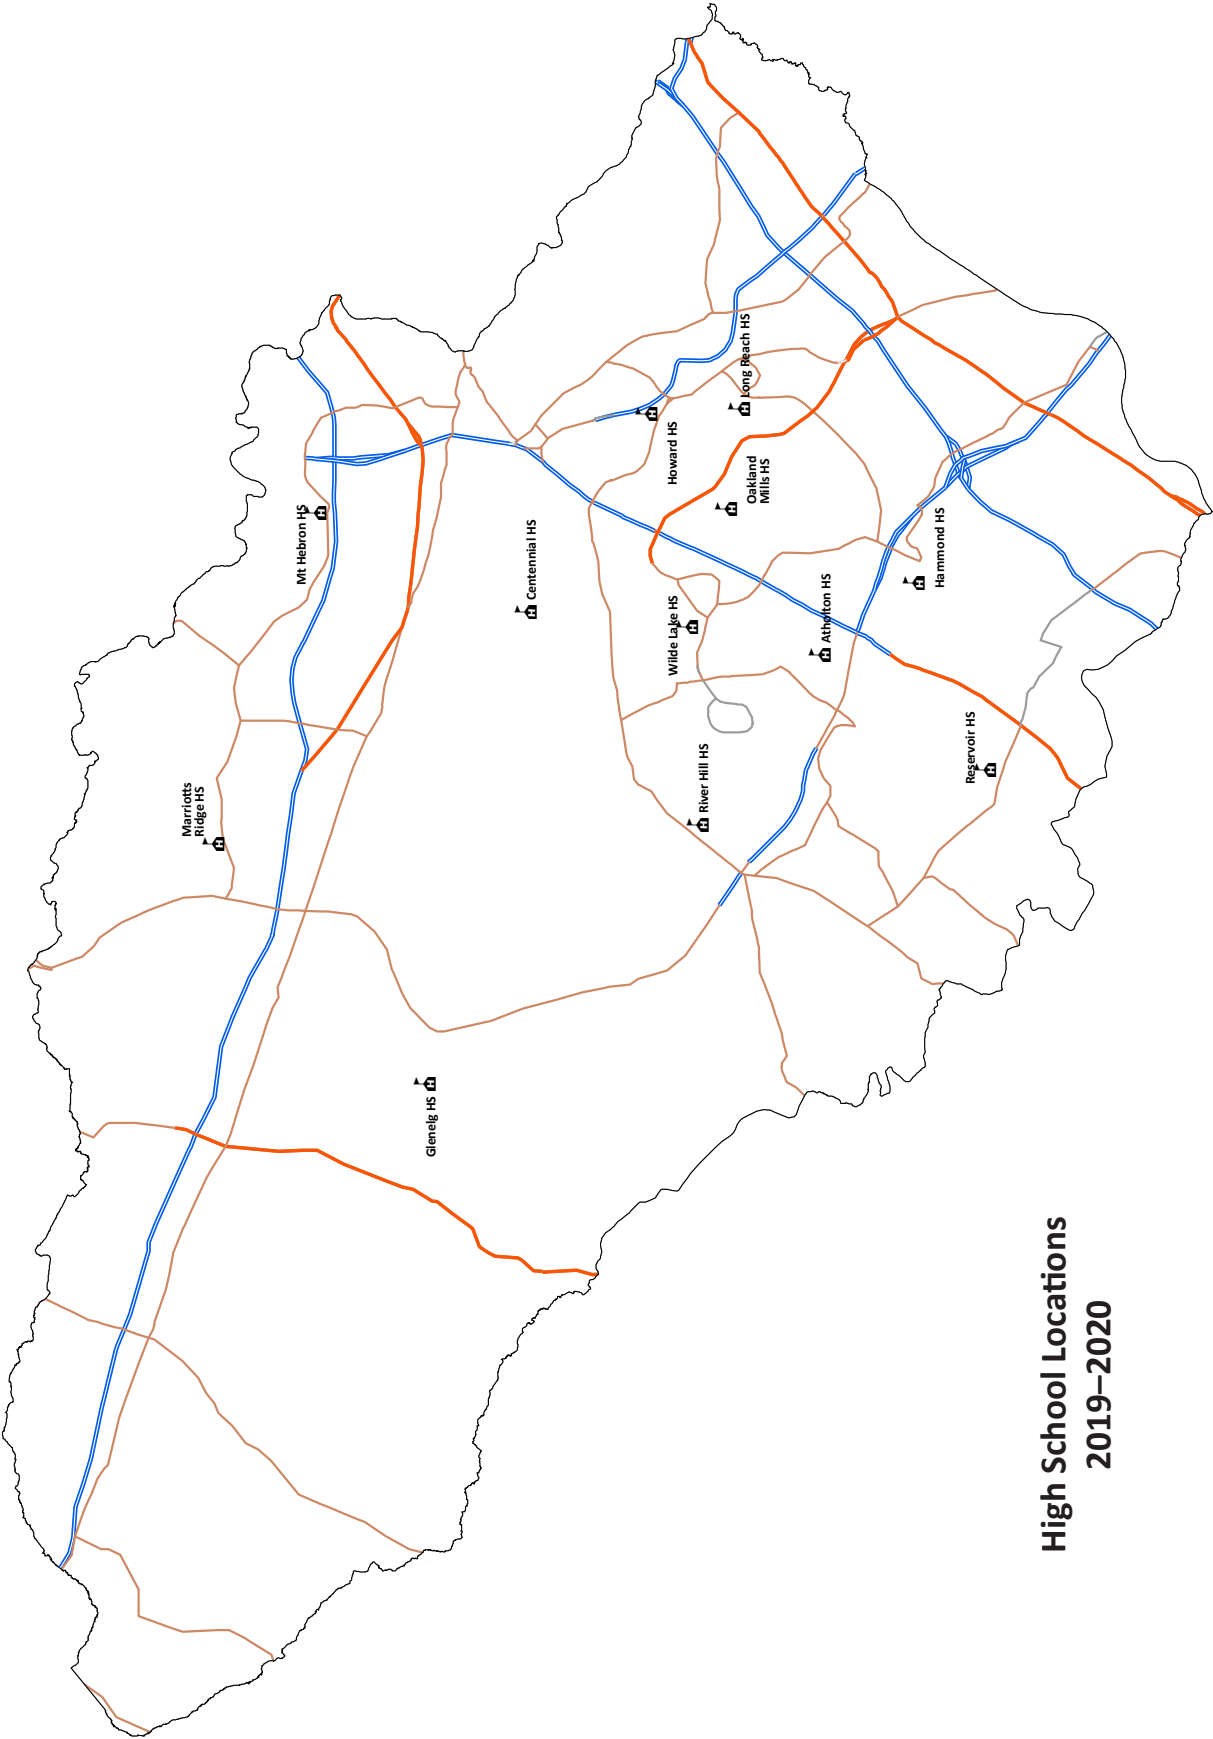 Marriotts
Ridge HS
Mt Hebron HS
Centennial HS
Howard HS
Long Reach HS
Oakland
Mills HS
Wilde Lake HS
Atholton HS
Hammond HS
River Hill HS
Reservoir HS
Glenelg HS
High School Locations
2019–2020